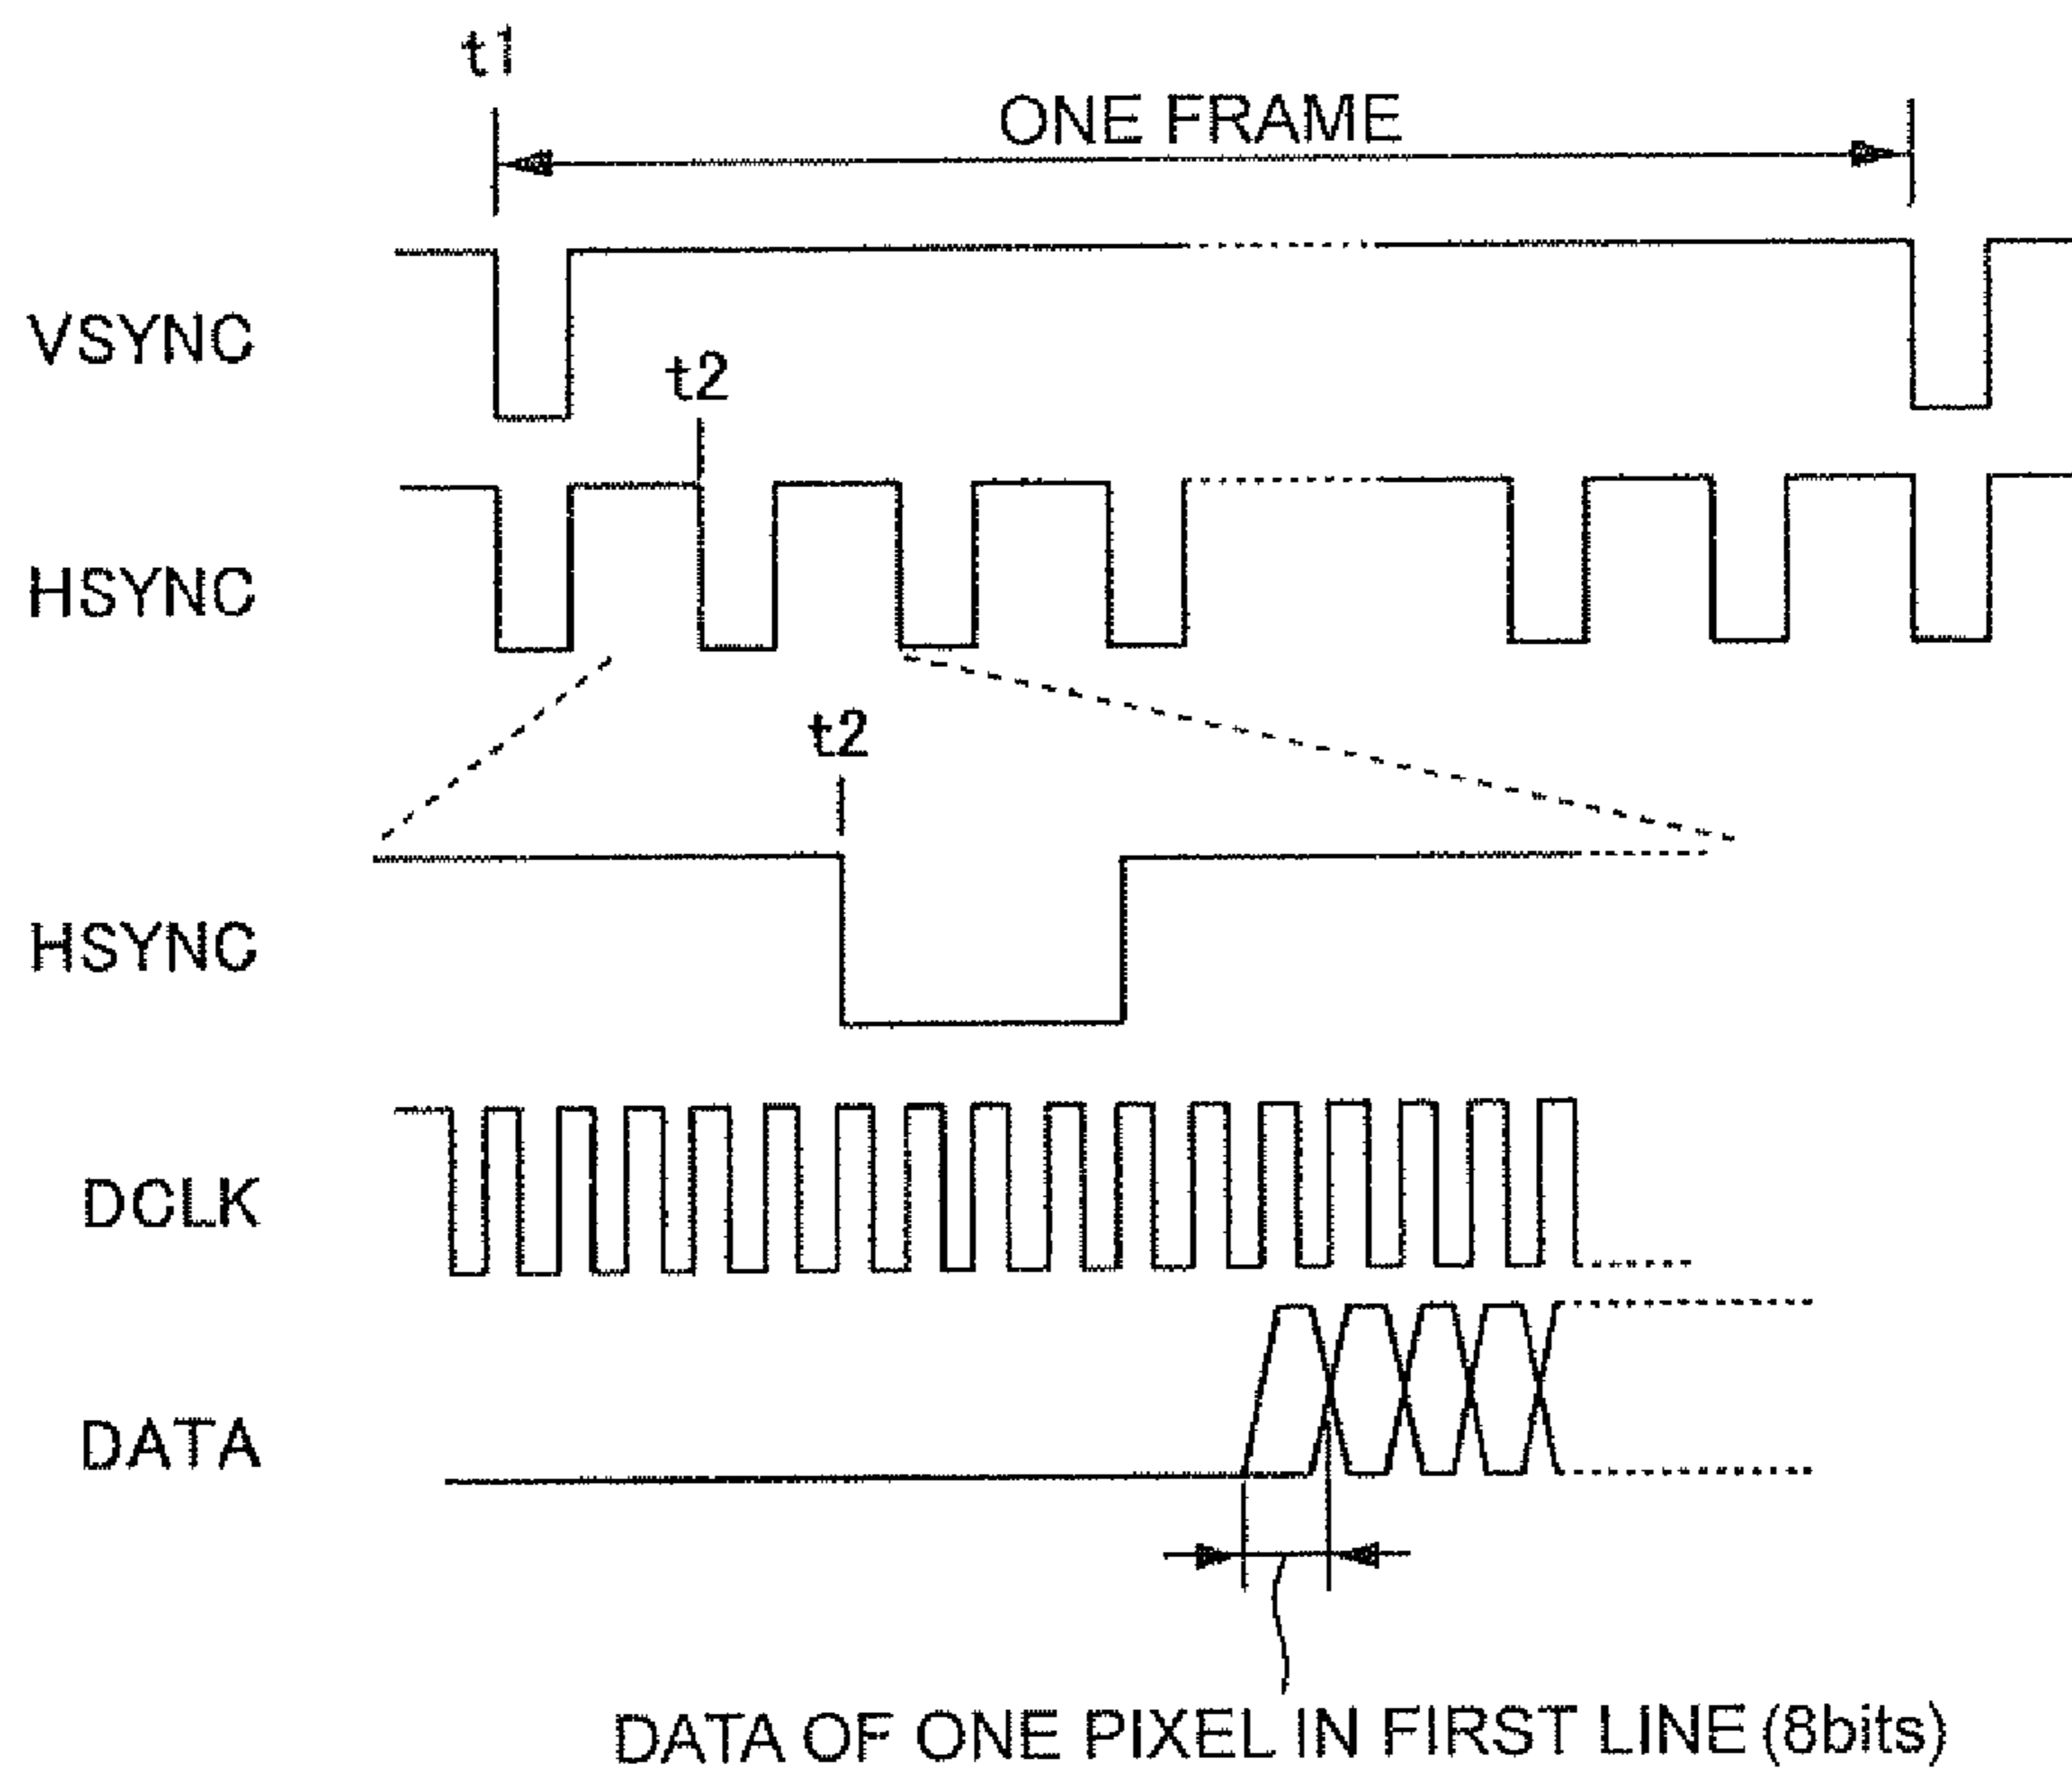 t1
ONE FRAME
VSYNC
t2
HSYNC
t2
HSYNC
DCLK
DATA
DATA OF ONE PIXEL IN FIRST LINE (8bits)